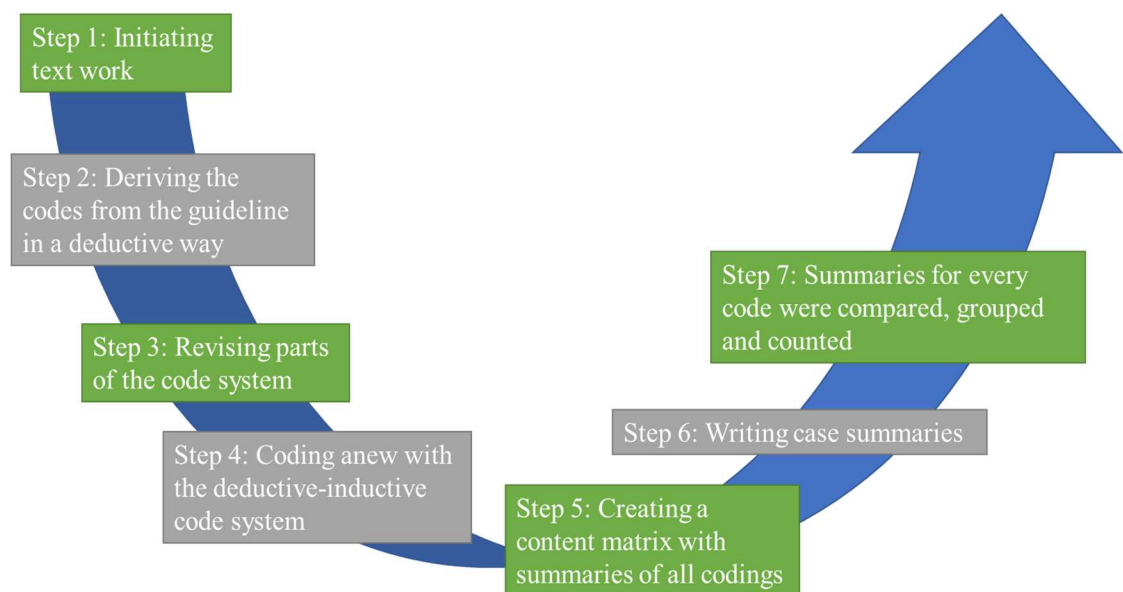 Step 1: Initiating
text work
Step 2: Deriving the
codes from the guideline
in a deductive way
Step 3: Revising parts
of the code system
Step 4: Coding anew with
the deductive-inductive
code system
Step 5: Creating a
content matrix with
summaries of all codings
Step 6: Writing case summaries
Step 7: Summaries for every
code were compared, grouped
and counted